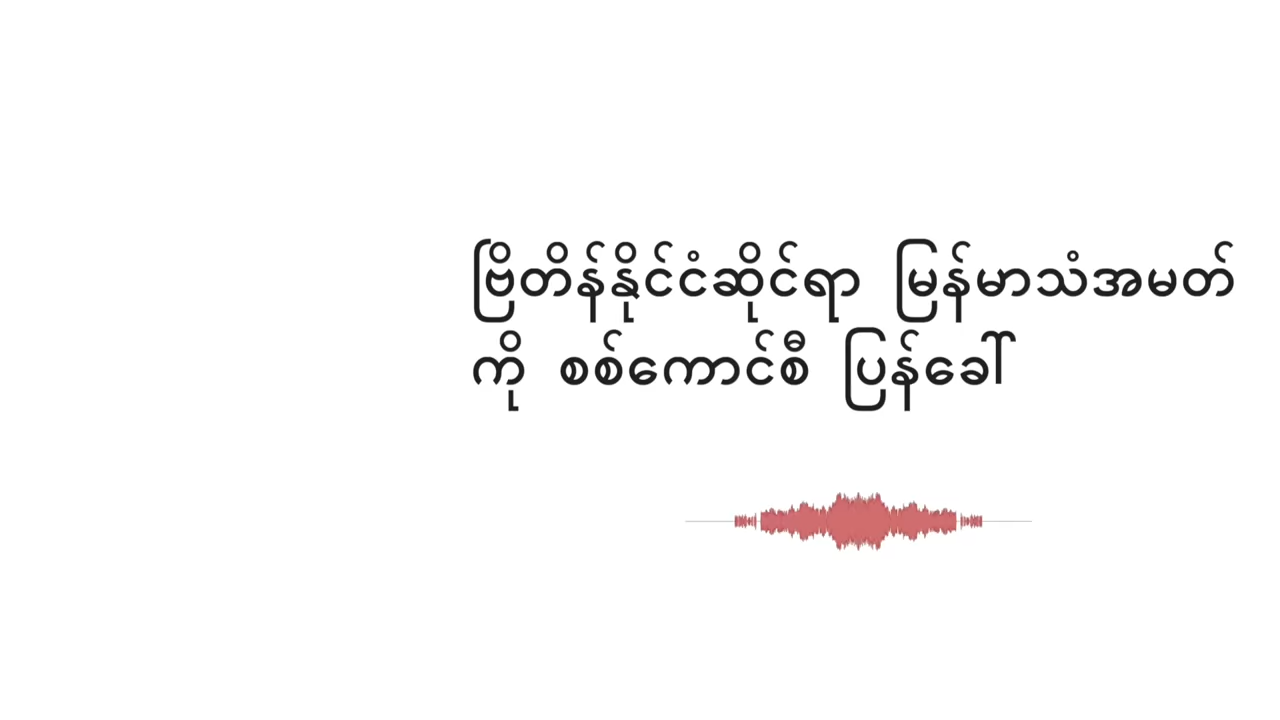 ဗြိတိန်နိုင်ငံဆိုင်ရာ မြန်မာသံအမတ်
ကို စစ်ကောင်စီ ပြန်ခေါ်